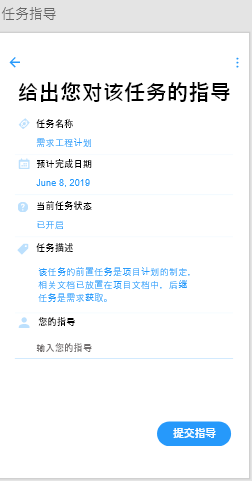 任务指导
给出您对该任务的指导
任务名称
需求工程计划
预计完成日期
June 8, 2019
当前任务状态
已开启
任务描述
该任务的前置任务是项目计划的制定，
相关文档已放置在项目文档中，后继
任务是需求获取。
您的指导
输入您的指导
提交指导